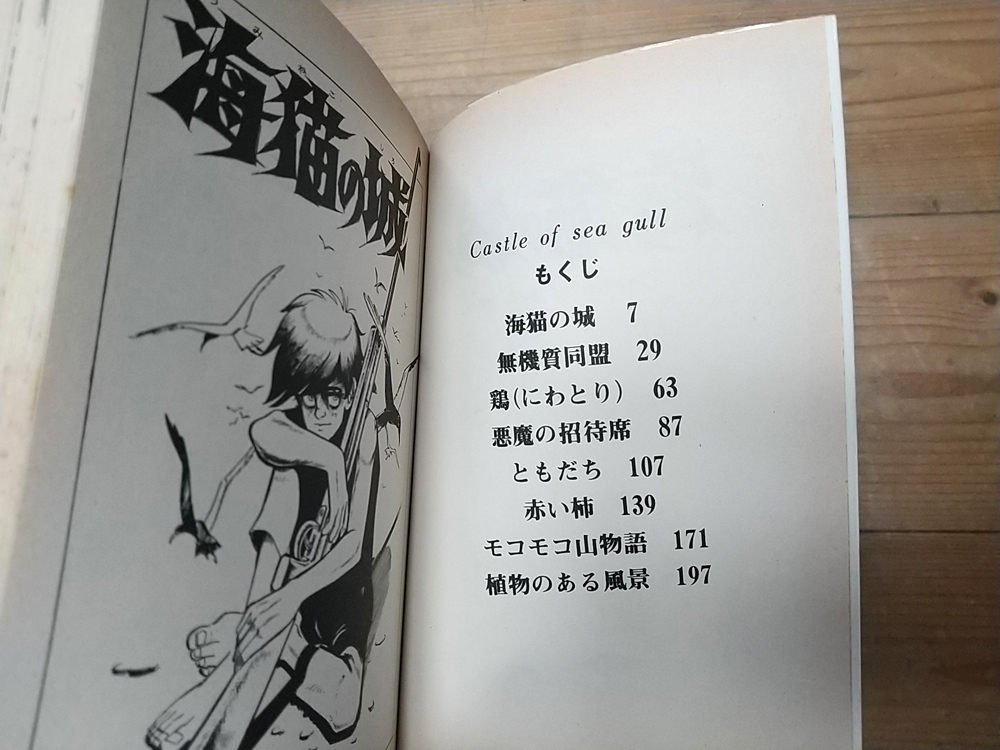 海猫の城
Castle of sea gull
もくじ
海猫の城 7
無機質同盟 29
鶏(にわとり) 63
悪魔の招待席 87
ともだち 107
赤い柿 139
モコモコ山物語 171
植物のある風景 197